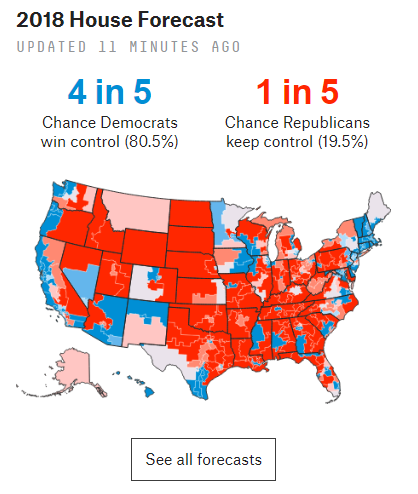 2018 House Forecast
UPDATED 11 MINUTES AGO
4 in 5
Chance Democrats
win control (80.5%)
1 in 5
Chance Republicans
keep control (19.5%)
See all forecasts